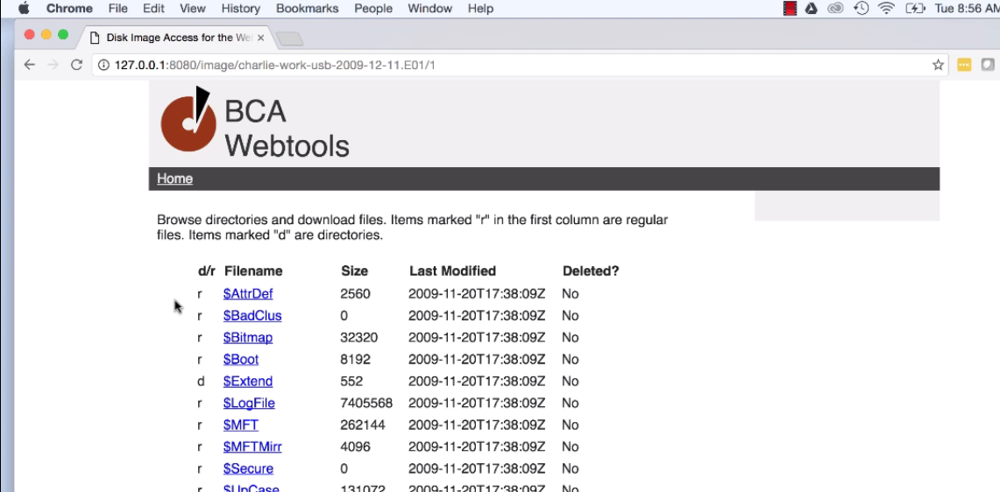 Chrome File Edit View History Bookmarks People Window Help Tue 8:56 AM
Disk Image Access for the We
127.0.0.1:8080/image/charlie-work-usb-2009-12-11.E01/1
BCA
Webtools
Home
Browse directories and download files. Items marked "r" in the first column are regular
files. Items marked "d" are directories.
d/r Filename Size Last Modified Deleted?
r $AttrDef 2560 2009-11-20T17:38:09Z No
r $BadClus 0 2009-11-20T17:38:09Z No
r $Bitmap 32320 2009-11-20T17:38:09Z No
r $Boot 8192 2009-11-20T17:38:09Z No
d $Extend 552 2009-11-20T17:38:09Z No
r $LogFile 7405568 2009-11-20T17:38:09Z No
r $MFT 262144 2009-11-20T17:38:09Z No
r $MFTMirr 4096 2009-11-20T17:38:09Z No
r $Secure 0 2009-11-20T17:38:09Z No
r $UpCase 131072 2009-11-20T17:38:09Z No